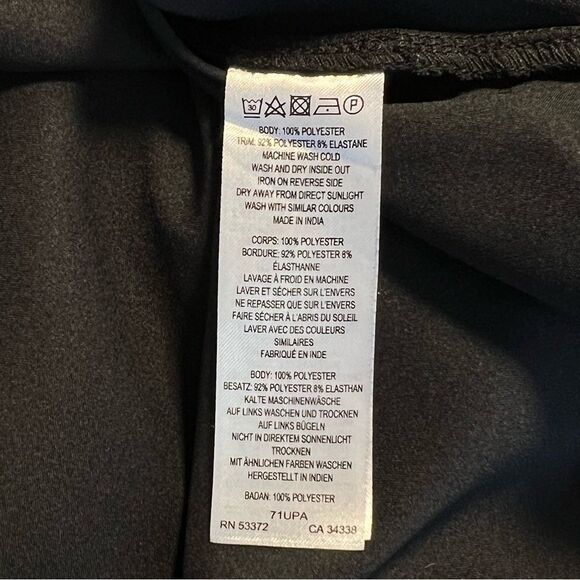 30 P
BODY: 100% POLYESTER
TRIM: 92% POLYESTER 8% ELASTANE
MACHINE WASH COLD
WASH AND DRY INSIDE OUT
IRON ON REVERSE SIDE
DRY AWAY FROM DIRECT SUNLIGHT
WASH WITH SIMILAR COLOURS
MADE IN INDIA
CORPS: 100% POLYESTER
BORDURE: 92% POLYESTER 8%
ÉLASTHANNE
LAVAGE À FROID EN MACHINE
LAVER ET SÉCHER SUR L'ENVERS
NE REPASSER QUE SUR L'ENVERS
FAIRE SÉCHER À L'ABRIS DU SOLEIL
LAVER AVEC DES COULEURS
SIMILAIRES
FABRIQUÉ EN INDE
BODY: 100% POLYESTER
BESATZ: 92% POLYESTER 8% ELASTHAN
KALTE MASCHINENWÄSCHE
AUF LINKS WASCHEN UND TROCKNEN
AUF LINKS BÜGELN
NICHT IN DIREKTEM SONNENLICHT
TROCKNEN
MIT ÄHNLICHEN FARBEN WASCHEN
HERGESTELLT IN INDIEN
BADAN: 100% POLYESTER
71UPA
RN 53372 CA 34338